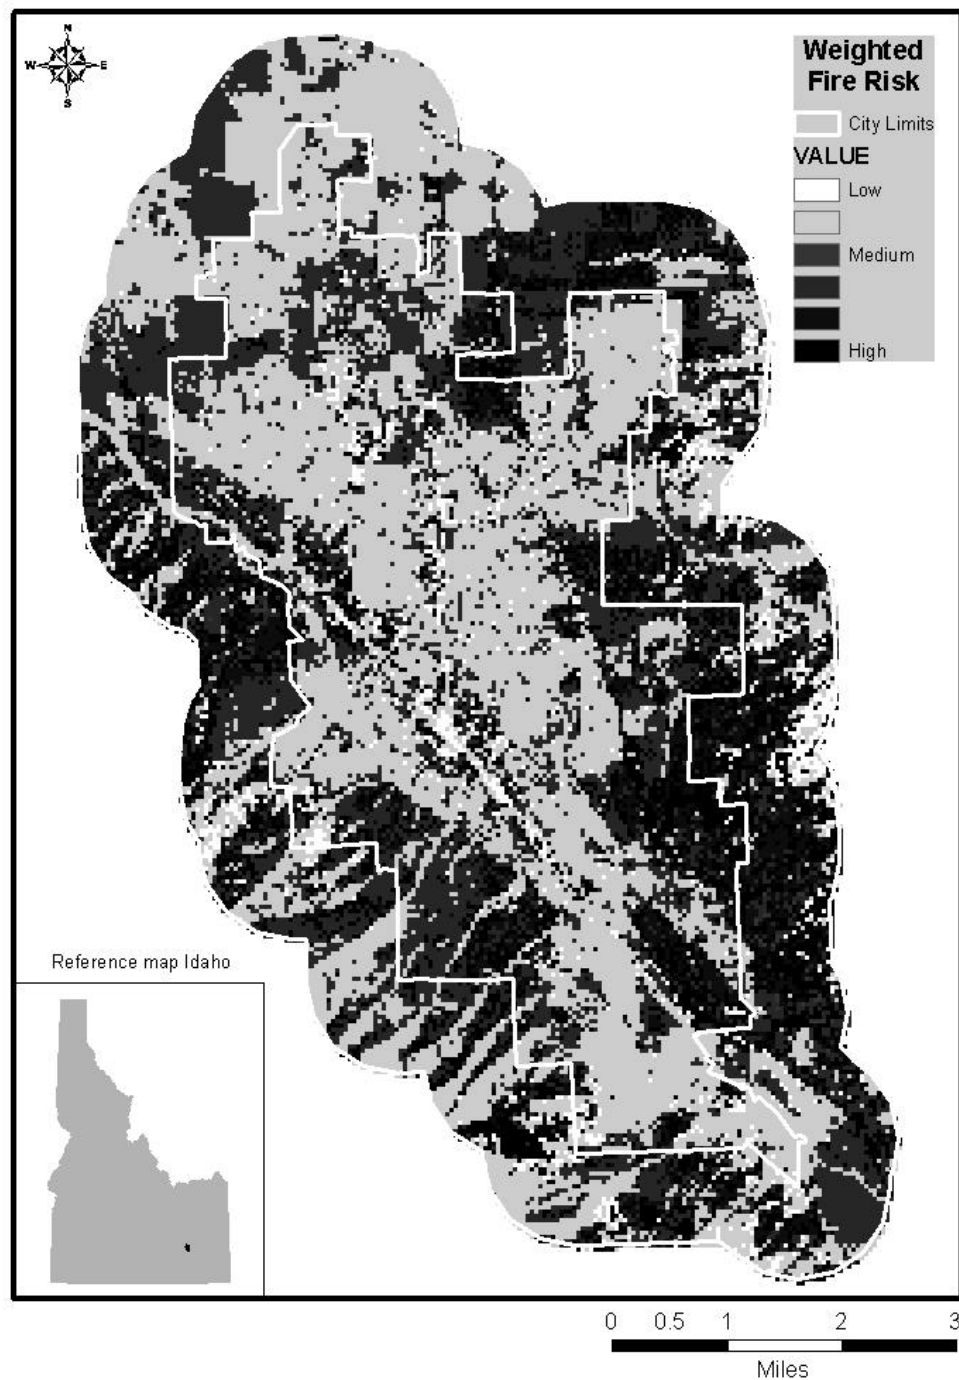 N
W E
S
Weighted
Fire Risk
City Limits
VALUE
Low
Medium
High
Reference map Idaho
0 0.5 1 2 3
Miles